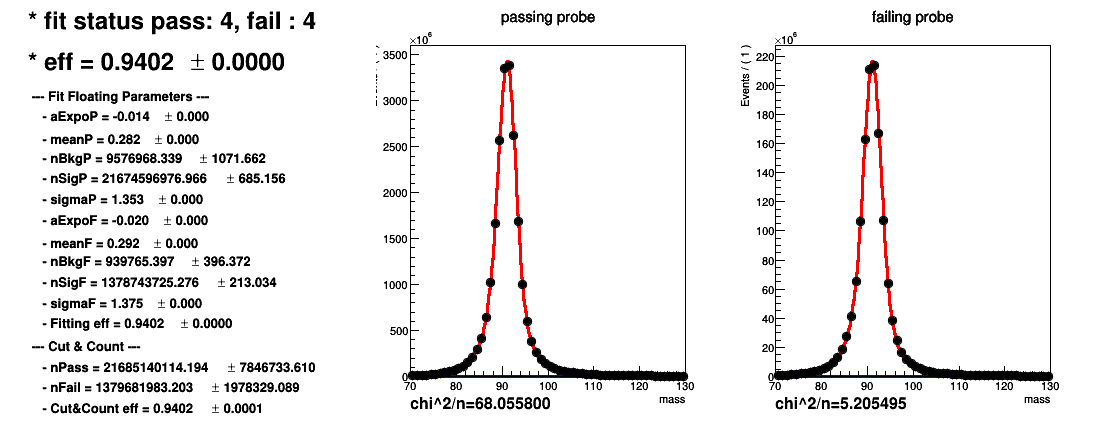 * fit status pass: 4, fail : 4
* eff = 0.9402 ± 0.0000
--- Fit Floating Parameters ---
- aExpoP = -0.014 ± 0.000
- meanP = 0.282 ± 0.000
- nBkgP = 9576968.339 ± 1071.662
- nSigP = 21674596976.966 ± 685.156
- sigmaP = 1.353 ± 0.000
- aExpoF = -0.020 ± 0.000
- meanF = 0.292 ± 0.000
- nBkgF = 939765.397 ± 396.372
- nSigF = 1378743725.276 ± 213.034
- sigmaF = 1.375 ± 0.000
- Fitting eff = 0.9402 ± 0.0000
--- Cut & Count ---
- nPass = 21685140114.194 ± 7846733.610
- nFail = 1379681983.203 ± 1978329.089
- Cut&Count eff = 0.9402 ± 0.0001
passing probe
×10^6
3500
3000
2500
2000
1500
1000
500
0
70 80 90 100 110 120 130
mass
chi^2/n=68.055800
failing probe
×10^6
Events / ( 1 )
220
200
180
160
140
120
100
80
60
40
20
0
70 80 90 100 110 120 130
mass
chi^2/n=5.205495